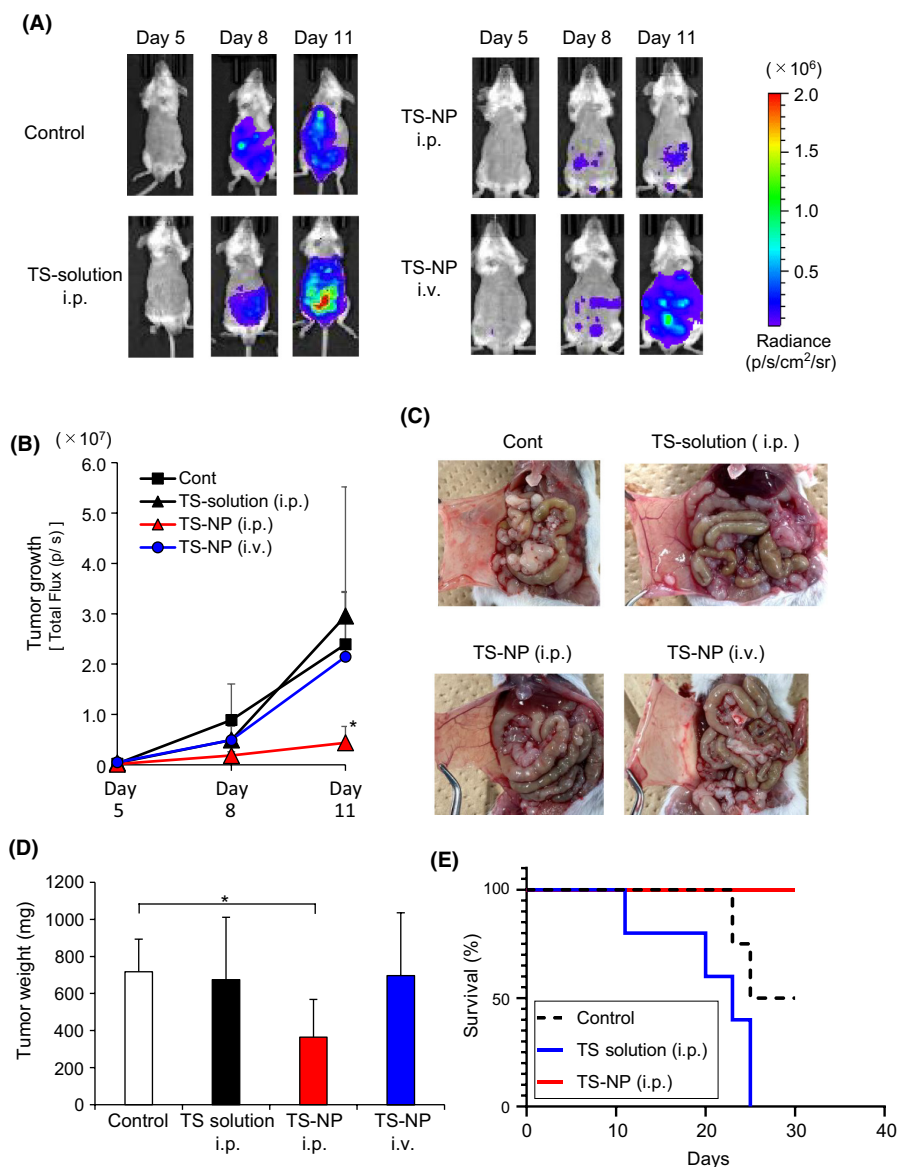 (A)
Day 5 Day 8 Day 11
Day 5 Day 8 Day 11
Control
TS-NP
i.p.
TS-solution
i.p.
TS-NP
i.v.
(×10⁶)
2.0
1.5
1.0
0.5
Radiance
(p/s/cm²/sr)
(B)
(×10⁷)
6.0
5.0
4.0
3.0
2.0
1.0
0
Tumor growth
[ Total Flux (p/ s) ]
Cont
TS-solution (i.p.)
TS-NP (i.p.)
TS-NP (i.v.)
*
Day Day Day
5 8 11
(C)
Cont
TS-solution ( i.p. )
TS-NP (i.p.)
TS-NP (i.v.)
(D)
1200
1000
800
600
400
200
0
Tumor weight (mg)
*
Control
TS solution
i.p.
TS-NP
i.p.
TS-NP
i.v.
(E)
100
50
0
Survival (%)
Control
TS solution (i.p.)
TS-NP (i.p.)
0 10 20 30 40
Days